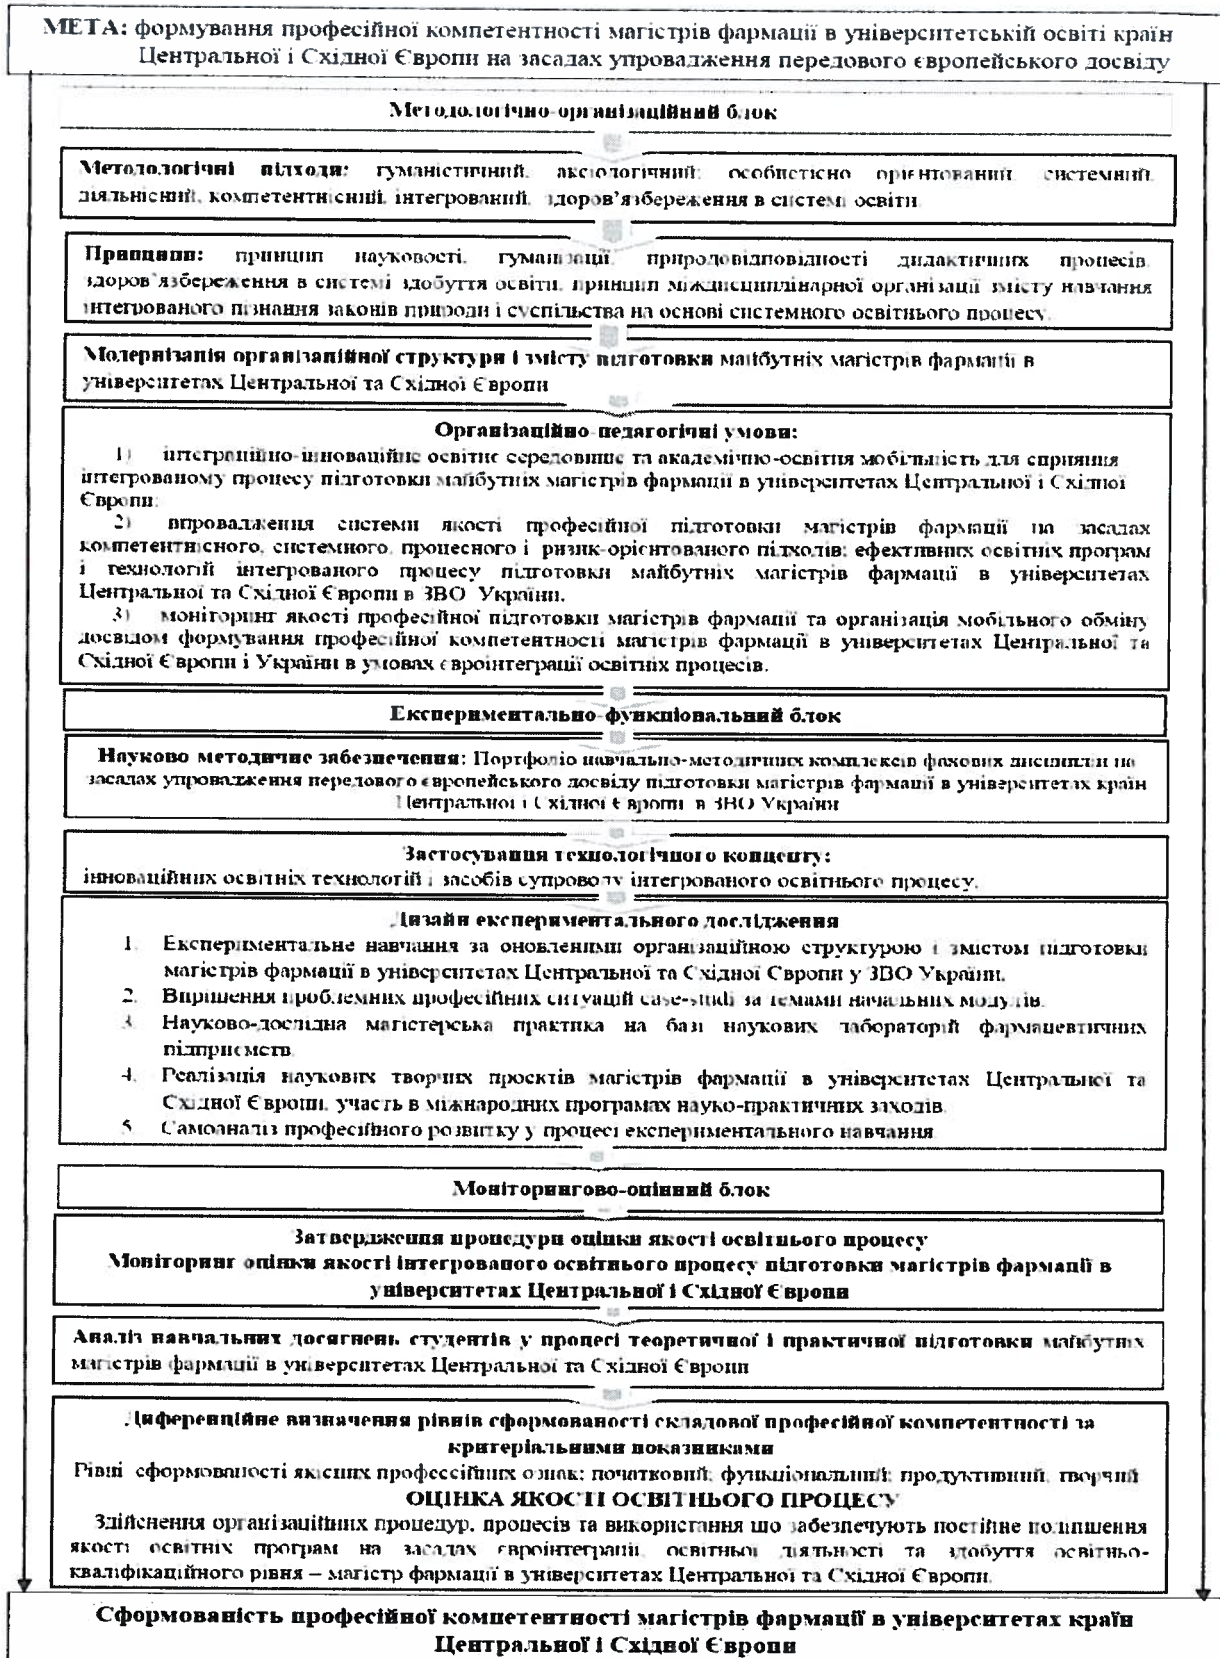 МЕТА: формування професійної компетентності магістрів фармації в університетській освіті країн
Центральної і Східної Європи на засадах упровадження передового європейського досвіду
Методологічно-організаційний блок
Методологічні підходи: гуманістичний, аксіологічний; особистісно орієнтований, системний,
діяльнісний, компетентнісний, інтегрований, здоров'язбереження в системі освіти
Принципи: принцип науковості, гуманізації, природовідповідності дидактичних процесів,
здоров'язбереження в системі здобуття освіти, принцип міждисциплінарної організації змісту навчання
інтегрованого пізнання законів природи і суспільства на основі системного освітнього процесу.
Модернізація організаційної структури і змісту підготовки майбутніх магістрів фармації в
університетах Центральної та Східної Європи
Організаційно-педагогічні умови:
1) інтеграційно-інноваційне освітнє середовище та академічно-освітня мобільність для сприяння
інтегрованому процесу підготовки майбутніх магістрів фармації в університетах Центральної і Східної
Європи;
2) впровадження системи якості професійної підготовки магістрів фармації на засадах
компетентнісного, системного, процесного і ризик-орієнтованого підходів; ефективних освітніх програм
і технологій інтегрованого процесу підготовки майбутніх магістрів фармації в університетах
Центральної та Східної Європи в ЗВО України.
3) моніторинг якості професійної підготовки магістрів фармації та організація мобільного обміну
досвідом формування професійної компетентності магістрів фармації в університетах Центральної та
Східної Європи і України в умовах євроінтеграції освітніх процесів.
Експериментально-функціональний блок
Науково методичне забезпечення: Портфоліо навчально-методичних комплексів фахових дисциплін на
засадах упровадження передового європейського досвіду підготовки магістрів фармації в університетах країн
Центральної і Східної Європи в ЗВО України
Застосування технологічного концепту:
інноваційних освітніх технологій і засобів супроводу інтегрованого освітнього процесу.
Дизайн експериментального дослідження
1. Експериментальне навчання за оновленими організаційною структурою і змістом підготовки
магістрів фармації в університетах Центральної та Східної Європи у ЗВО України.
2. Вирішення проблемних професійних ситуацій case-studi за темами начальних модулів.
3. Науково-дослідна магістерська практика на базі наукових лабораторій фармацевтичних
підприємств
4. Реалізація наукових творчих проєктів магістрів фармації в університетах Центральної та
Східної Європи, участь в міжнародних програмах науко-практичних заходів
5. Самоаналіз професійного розвитку у процесі експериментального навчання
Моніторингово-оцінний блок
Затвердження процедури оцінки якості освітнього процесу
Моніторинг оцінки якості інтегрованого освітнього процесу підготовки магістрів фармації в
університетах Центральної і Східної Європи
Аналіз навчальних досягнень студентів у процесі теоретичної і практичної підготовки майбутніх
магістрів фармації в університетах Центральної та Східної Європи
Диференційне визначення рівнів сформованості складової професійної компетентності за
критеріальними показниками
Рівні сформованості якісних профессійних ознак: початковий; функціональний; продуктивний, творчий
ОЦІНКА ЯКОСТІ ОСВІТНЬОГО ПРОЦЕСУ
Здійснення організаційних процедур, процесів та використання що забезпечують постійне поліпшення
якості освітніх програм на засадах євроінтеграції освітньої діяльності та здобуття освітньо-
кваліфікаційного рівня – магістр фармації в університетах Центральної та Східної Європи.
Сформованість професійної компетентності магістрів фармації в університетах країн
Центральної і Східної Європи